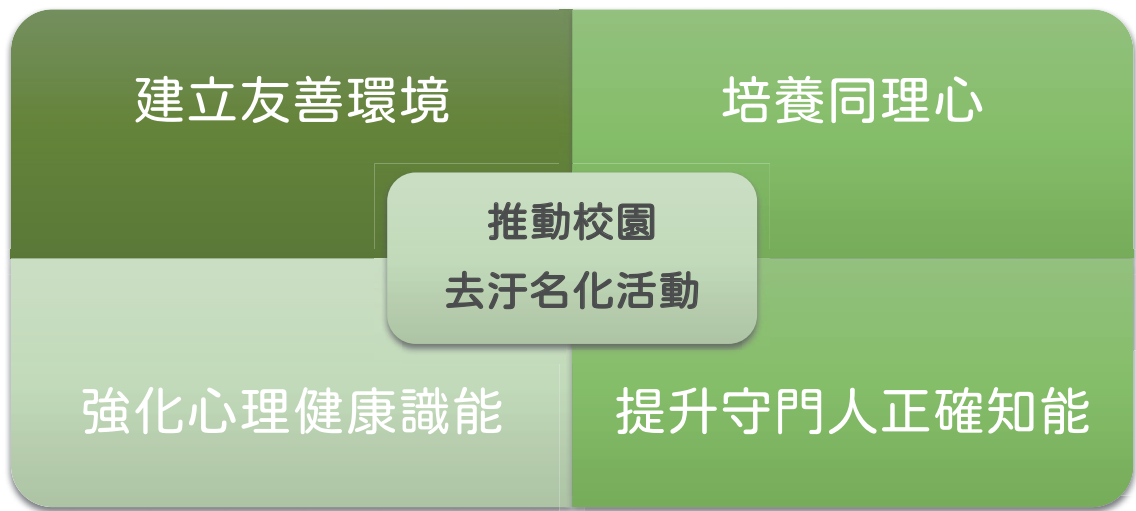 建立友善環境
培養同理心
推動校園
去汙名化活動
強化心理健康識能
提升守門人正確知能